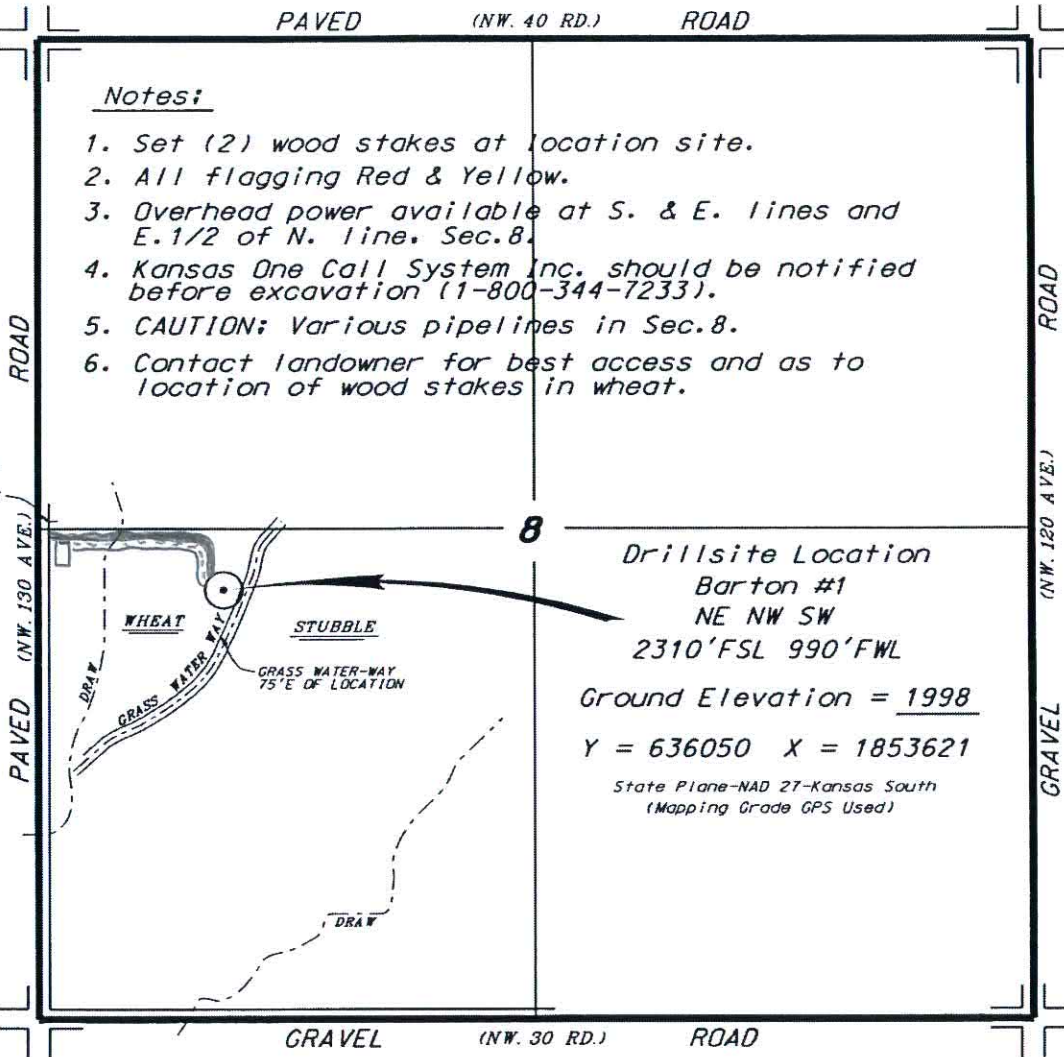 PAVED (NW. 40 RD.) ROAD
Notes:
1. Set (2) wood stakes at location site.
2. All flagging Red & Yellow.
3. Overhead power available at S. & E. lines and
E.1/2 of N. line. Sec.8.
4. Kansas One Call System Inc. should be notified
before excavation (1-800-344-7233).
5. CAUTION: Various pipelines in Sec.8.
6. Contact landowner for best access and as to
location of wood stakes in wheat.
PAVED (NW. 130 AVE.) ROAD
GRAVEL (NW. 120 AVE.) ROAD
8
Drillsite Location
Barton #1
NE NW SW
2310'FSL 990'FWL
Ground Elevation = 1998
Y = 636050 X = 1853621
State Plane-NAD 27-Kansas South
(Mapping Grade GPS Used)
WHEAT
STUBBLE
DRAW
GRASS WATER WAY
GRASS WATER-WAY
75'E OF LOCATION
DRAW
GRAVEL (NW. 30 RD.) ROAD